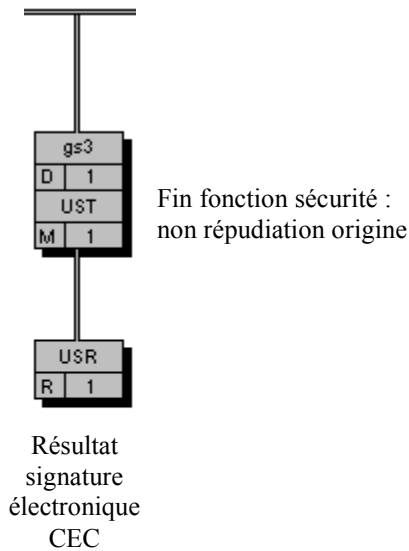 gs3
D 1
UST
M 1
Fin fonction sécurité :
non répudiation origine
USR
R 1
Résultat
signature
électronique
CEC